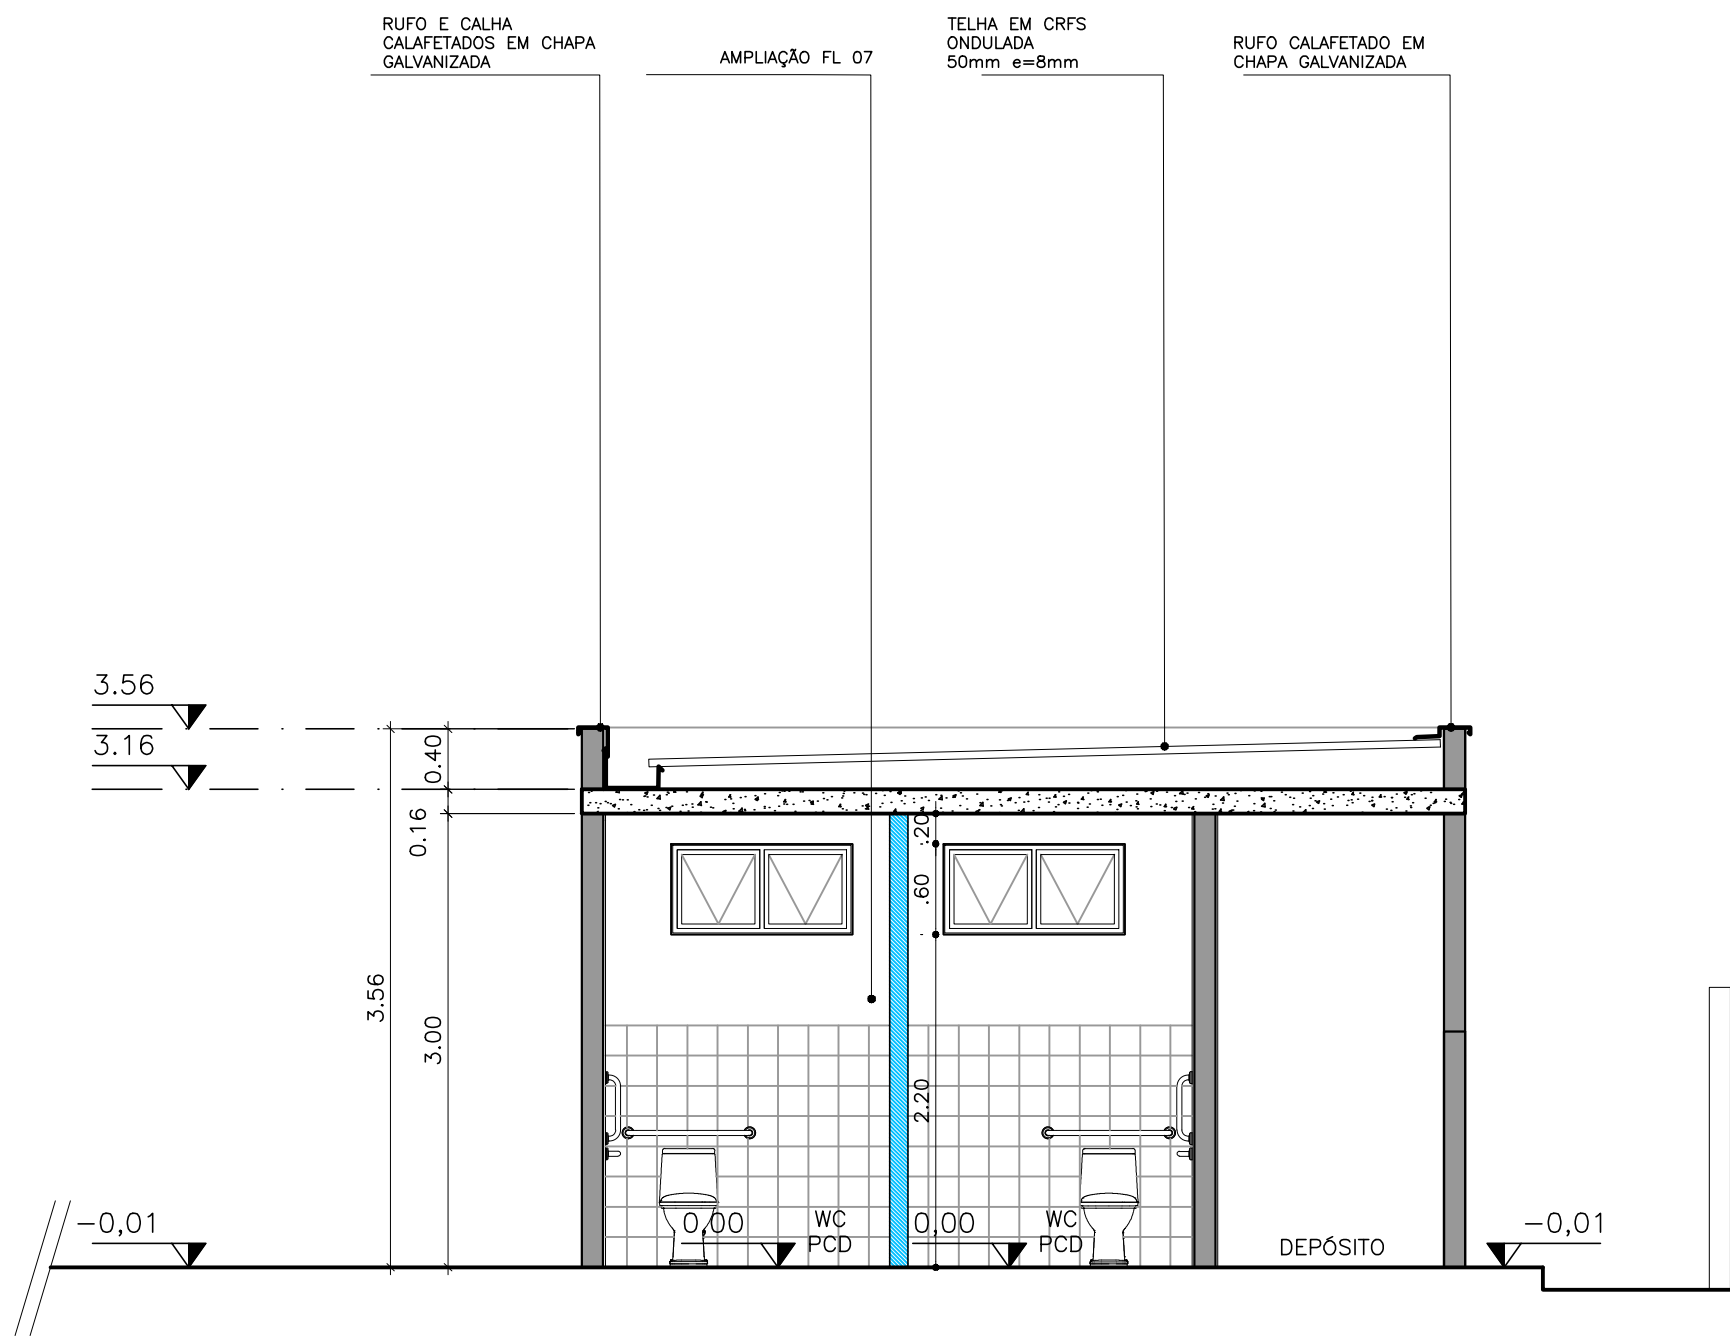 RUFO E CALHA
CALAFETADOS EM CHAPA
GALVANIZADA
AMPLIAÇÃO FL 07
TELHA EM CRFS
ONDULADA
50mm e=8mm
RUFO CALAFETADO EM
CHAPA GALVANIZADA
3.56
3.16
0.40
0.16
3.56
3.00
.20
.60
2.20
-0,01
0,00
WC
PCD
0,00
WC
PCD
DEPÓSITO
-0,01